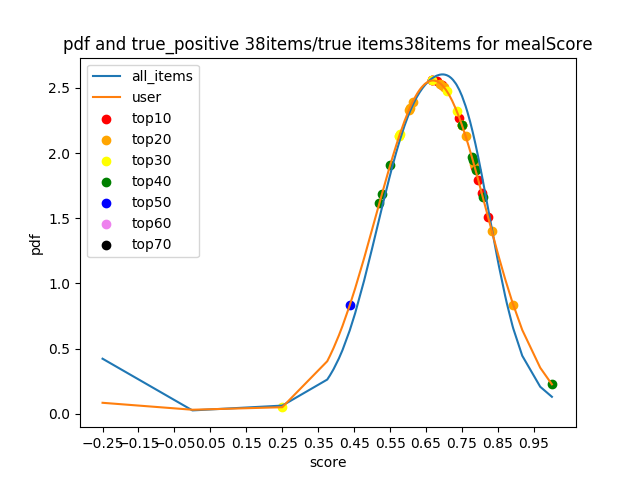 pdf and true_positive 38items/true items38items for mealScore
all_items
user
top10
top20
top30
top40
top50
top60
top70
pdf
2.5
2.0
1.5
1.0
0.5
0.0
−0.25 −0.15 −0.05 0.05 0.15 0.25 0.35 0.45 0.55 0.65 0.75 0.85 0.95
score